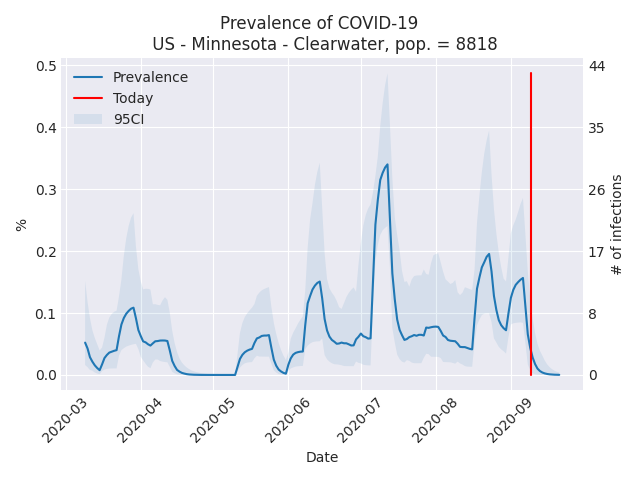 Prevalence of COVID-19
US - Minnesota - Clearwater, pop. = 8818
Prevalence
Today
95CI
0.5
0.4
0.3
0.2
0.1
0.0
%
44
35
26
17
8
0
# of infections
2020-03
2020-04
2020-05
2020-06
2020-07
2020-08
2020-09
Date